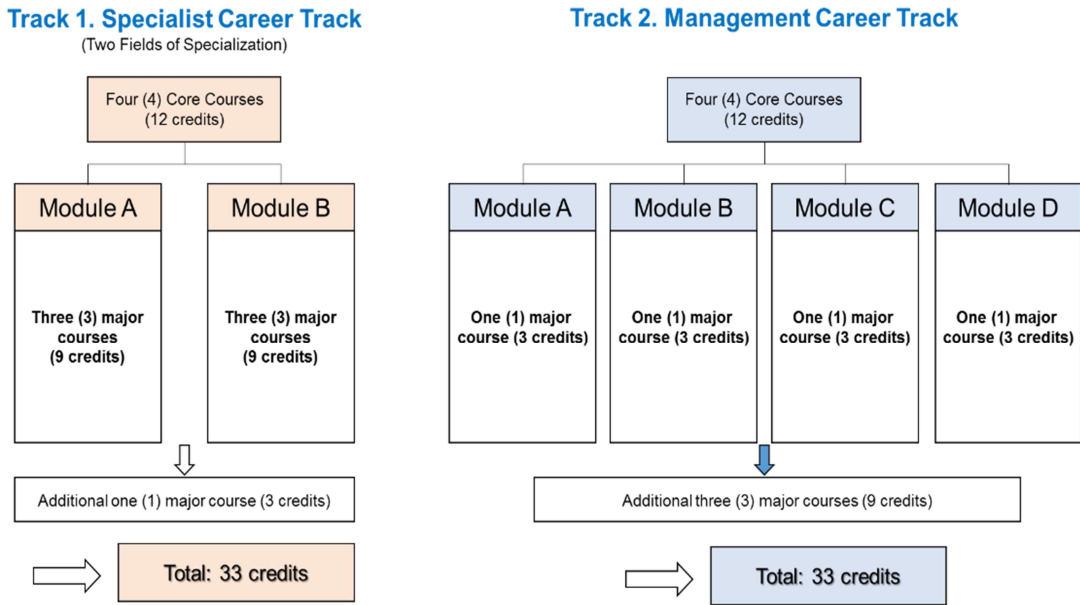 Track 1. Specialist Career Track
(Two Fields of Specialization)
Four (4) Core Courses
(12 credits)
Module A
Three (3) major
courses
(9 credits)
Module B
Three (3) major
courses
(9 credits)
Additional one (1) major course (3 credits)
Total: 33 credits
Track 2. Management Career Track
Four (4) Core Courses
(12 credits)
Module A
One (1) major
course (3 credits)
Module B
One (1) major
course (3 credits)
Module C
One (1) major
course (3 credits)
Module D
One (1) major
course (3 credits)
Additional three (3) major courses (9 credits)
Total: 33 credits